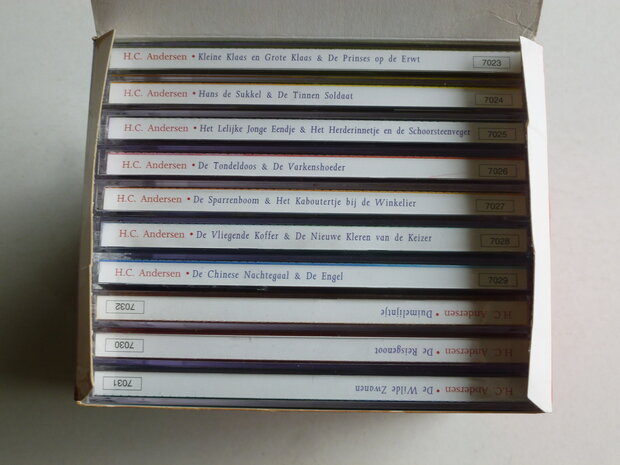 H.C. Andersen • Kleine Klaas en Grote Klaas & De Prinses op de Erwt 7023
H.C. Andersen • Hans de Sukkel & De Tinnen Soldaat 7024
H.C. Andersen • Het Lelijke Jonge Eendje & Het Herderinnetje en de Schoorsteenveger 7025
H.C. Andersen • De Tondeldoos & De Varkenshoeder 7026
H.C. Andersen • De Sparrenboom & Het Kaboutertje bij de Winkelier 7027
H.C. Andersen • De Vliegende Koffer & De Nieuwe Kleren van de Keizer 7028
H.C. Andersen • De Chinese Nachtegaal & De Engel 7029
H.C. Andersen • Duimelijntje 7032
H.C. Andersen • De Reisgenoot 7030
H.C. Andersen • De Wilde Zwanen 7031